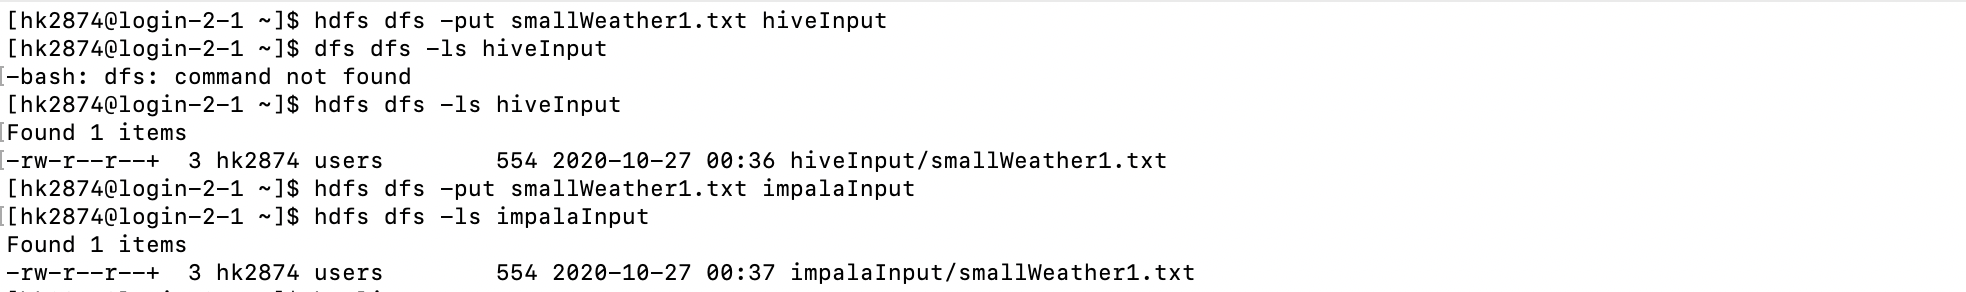 [hk2874@login-2-1 ~]$ hdfs dfs -put smallWeather1.txt hiveInput
[hk2874@login-2-1 ~]$ dfs dfs -ls hiveInput
[-bash: dfs: command not found
[hk2874@login-2-1 ~]$ hdfs dfs -ls hiveInput
[Found 1 items
[-rw-r--r--+  3 hk2874 users        554 2020-10-27 00:36 hiveInput/smallWeather1.txt
[hk2874@login-2-1 ~]$ hdfs dfs -put smallWeather1.txt impalaInput
[[hk2874@login-2-1 ~]$ hdfs dfs -ls impalaInput
Found 1 items
-rw-r--r--+  3 hk2874 users        554 2020-10-27 00:37 impalaInput/smallWeather1.txt